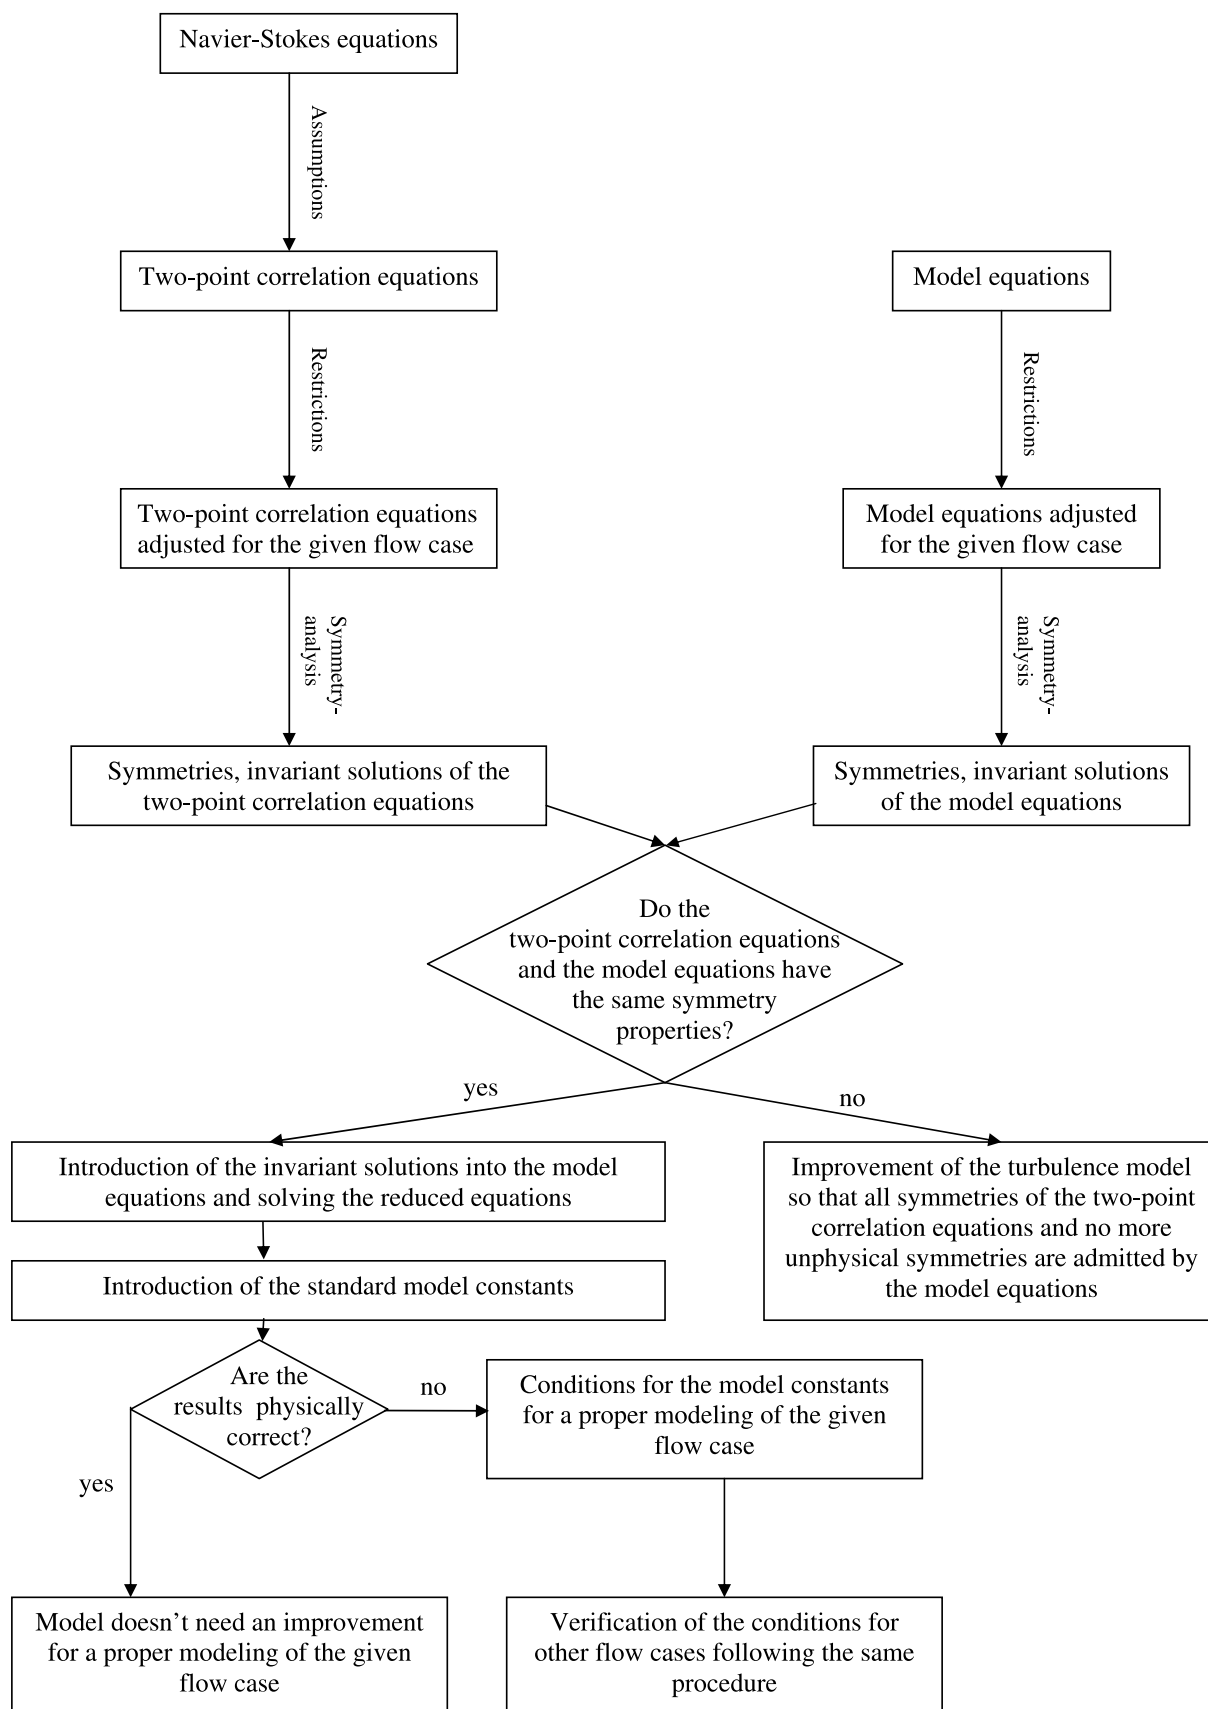 Navier-Stokes equations
Assumptions
Two-point correlation equations
Model equations
Restrictions
Restrictions
Two-point correlation equations
adjusted for the given flow case
Model equations adjusted
for the given flow case
Symmetry-
analysis
Symmetry-
analysis
Symmetries, invariant solutions of the
two-point correlation equations
Symmetries, invariant solutions
of the model equations
Do the
two-point correlation equations
and the model equations have
the same symmetry
properties?
yes
no
Introduction of the invariant solutions into the model
equations and solving the reduced equations
Improvement of the turbulence model
so that all symmetries of the two-point
correlation equations and no more
unphysical symmetries are admitted by
the model equations
Introduction of the standard model constants
Are the
results physically
correct?
no
Conditions for the model constants
for a proper modeling of the given
flow case
yes
Model doesn't need an improvement
for a proper modeling of the given
flow case
Verification of the conditions for
other flow cases following the same
procedure